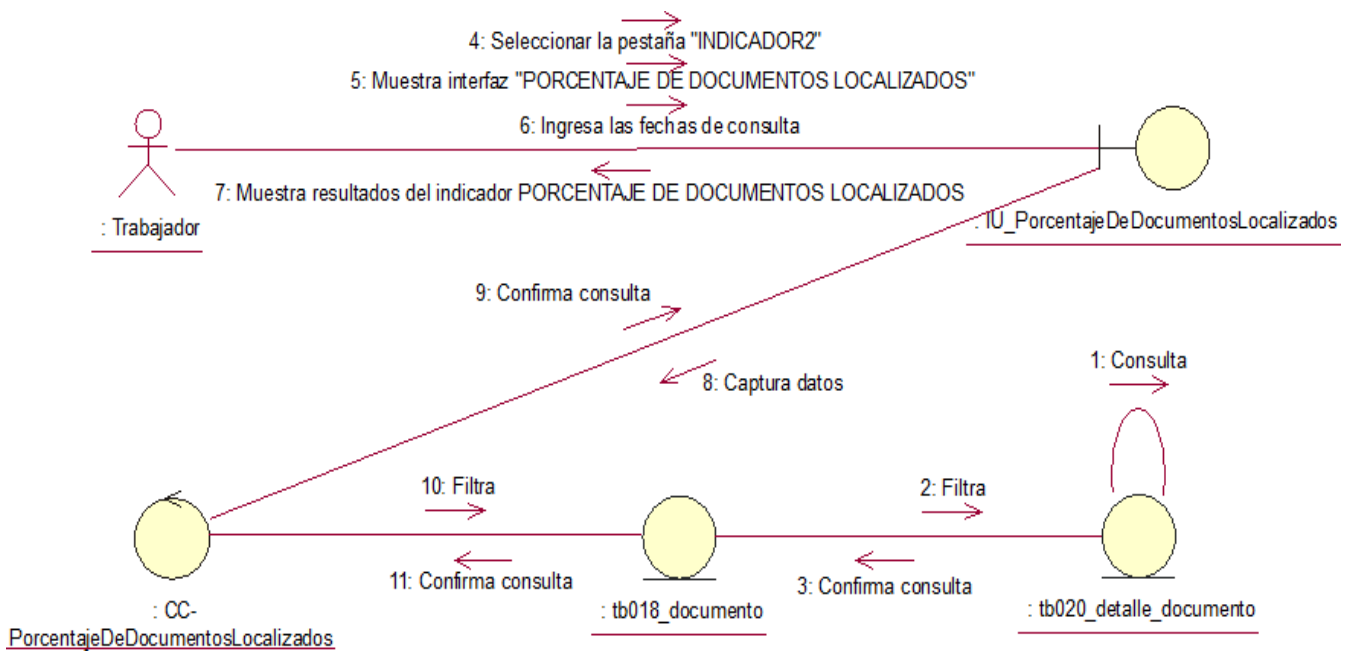 4: Seleccionar la pestaña "INDICADOR2"
5: Muestra interfaz "PORCENTAJE DE DOCUMENTOS LOCALIZADOS"
6: Ingresa las fechas de consulta
7: Muestra resultados del indicador PORCENTAJE DE DOCUMENTOS LOCALIZADOS
: Trabajador
: IU_PorcentajeDeDocumentosLocalizados
9: Confirma consulta
8: Captura datos
1: Consulta
10: Filtra
2: Filtra
11: Confirma consulta
3: Confirma consulta
: CC-
PorcentajeDeDocumentosLocalizados
: tb018_documento
: tb020_detalle_documento